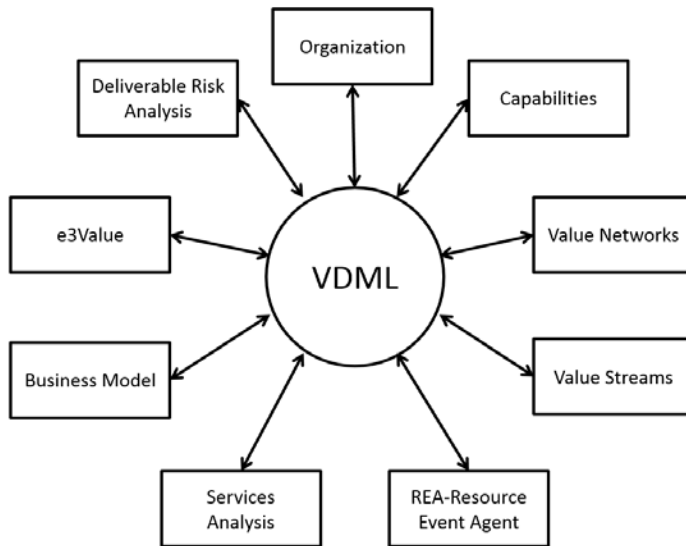 Organization
Deliverable Risk
Analysis
Capabilities
e3Value
VDML
Value Networks
Business Model
Value Streams
Services
Analysis
REA-Resource
Event Agent